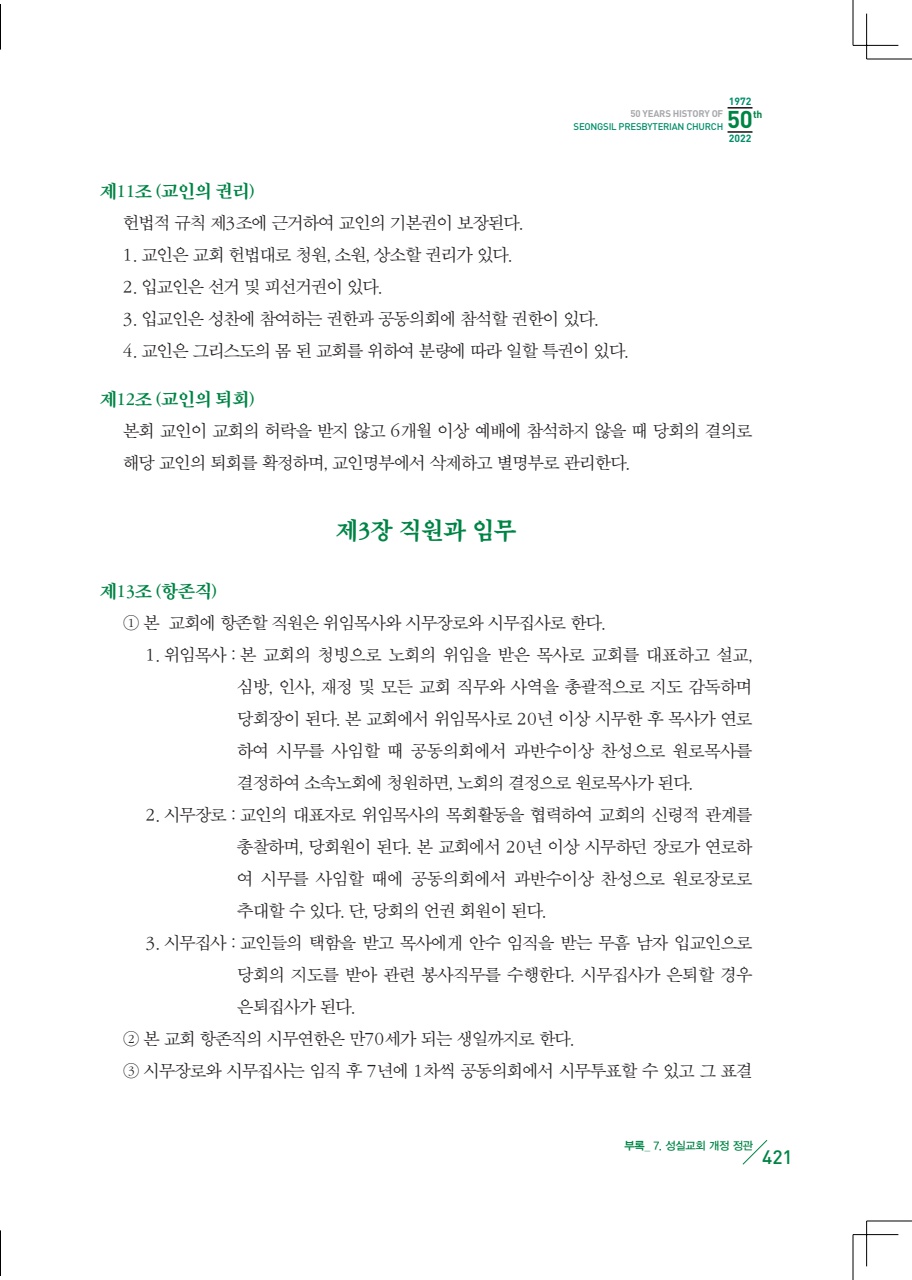 1972
50 YEARS HISTORY OF
SEONGSIL PRESBYTERIAN CHURCH
50th
2022
제11조 (교인의 권리)
헌법적 규칙 제3조에 근거하여 교인의 기본권이 보장된다.
1. 교인은 교회 헌법대로 청원, 소원, 상소할 권리가 있다.
2. 입교인은 선거 및 피선거권이 있다.
3. 입교인은 성찬에 참여하는 권한과 공동의회에 참석할 권한이 있다.
4. 교인은 그리스도의 몸 된 교회를 위하여 분량에 따라 일할 특권이 있다.
제12조 (교인의 퇴회)
본회 교인이 교회의 허락을 받지 않고 6개월 이상 예배에 참석하지 않을 때 당회의 결의로
해당 교인의 퇴회를 확정하며, 교인명부에서 삭제하고 별명부로 관리한다.
제3장 직원과 임무
제13조 (항존직)
① 본 교회에 항존할 직원은 위임목사와 시무장로와 시무집사로 한다.
1. 위임목사 : 본 교회의 청빙으로 노회의 위임을 받은 목사로 교회를 대표하고 설교,
심방, 인사, 재정 및 모든 교회 직무와 사역을 총괄적으로 지도 감독하며
당회장이 된다. 본 교회에서 위임목사로 20년 이상 시무한 후 목사가 연로
하여 시무를 사임할 때 공동의회에서 과반수이상 찬성으로 원로목사를
결정하여 소속노회에 청원하면, 노회의 결정으로 원로목사가 된다.
2. 시무장로 : 교인의 대표자로 위임목사의 목회활동을 협력하여 교회의 신령적 관계를
총찰하며, 당회원이 된다. 본 교회에서 20년 이상 시무하던 장로가 연로하
여 시무를 사임할 때에 공동의회에서 과반수이상 찬성으로 원로장로로
추대할 수 있다. 단, 당회의 언권 회원이 된다.
3. 시무집사 : 교인들의 택함을 받고 목사에게 안수 임직을 받는 무흠 남자 입교인으로
당회의 지도를 받아 관련 봉사직무를 수행한다. 시무집사가 은퇴할 경우
은퇴집사가 된다.
② 본 교회 항존직의 시무연한은 만70세가 되는 생일까지로 한다.
③ 시무장로와 시무집사는 임직 후 7년에 1차씩 공동의회에서 시무투표할 수 있고 그 표결
부록_ 7. 성실교회 개정 정관
421